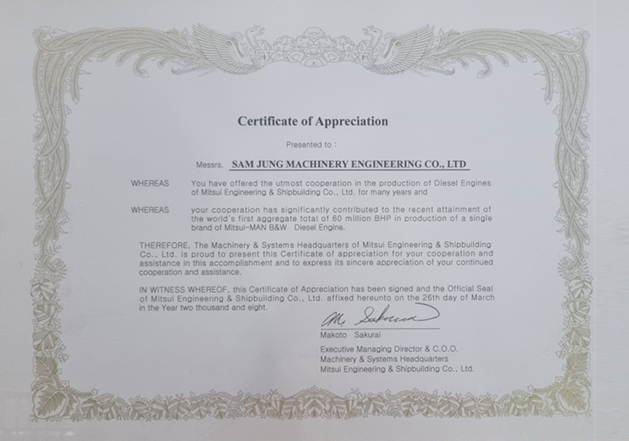 Certificate of Appreciation
Presented to :
Messrs. SAM JUNG MACHINERY ENGINEERING CO., LTD
WHEREAS You have offered the utmost cooperation in the production of Diesel Engines
of Mitsui Engineering & Shipbuilding Co., Ltd. for many years and
WHEREAS your cooperation has significantly contributed to the recent attainment of
the world's first aggregate total of 60 million BHP in production of a single
brand of Mitsui-MAN B&W Diesel Engine.
THEREFORE, The Machinery & Systems Headquarters of Mitsui Engineering & Shipbuilding
Co., Ltd. is proud to present this Certificate of appreciation for your cooperation and
assistance in this accomplishment and to express its sincere appreciation of your continued
cooperation and assistance.
IN WITNESS WHEREOF, this Certificate of Appreciation has been signed and the Official Seal
of Mitsui Engineering & Shipbuilding Co., Ltd. affixed hereunto on the 26th day of March
in the Year two thousand and eight.
M. Sakurai
Makoto Sakurai
Executive Managing Director & C.O.O.
Machinery & Systems Headquarters
Mitsui Engineering & Shipbuilding Co., Ltd.